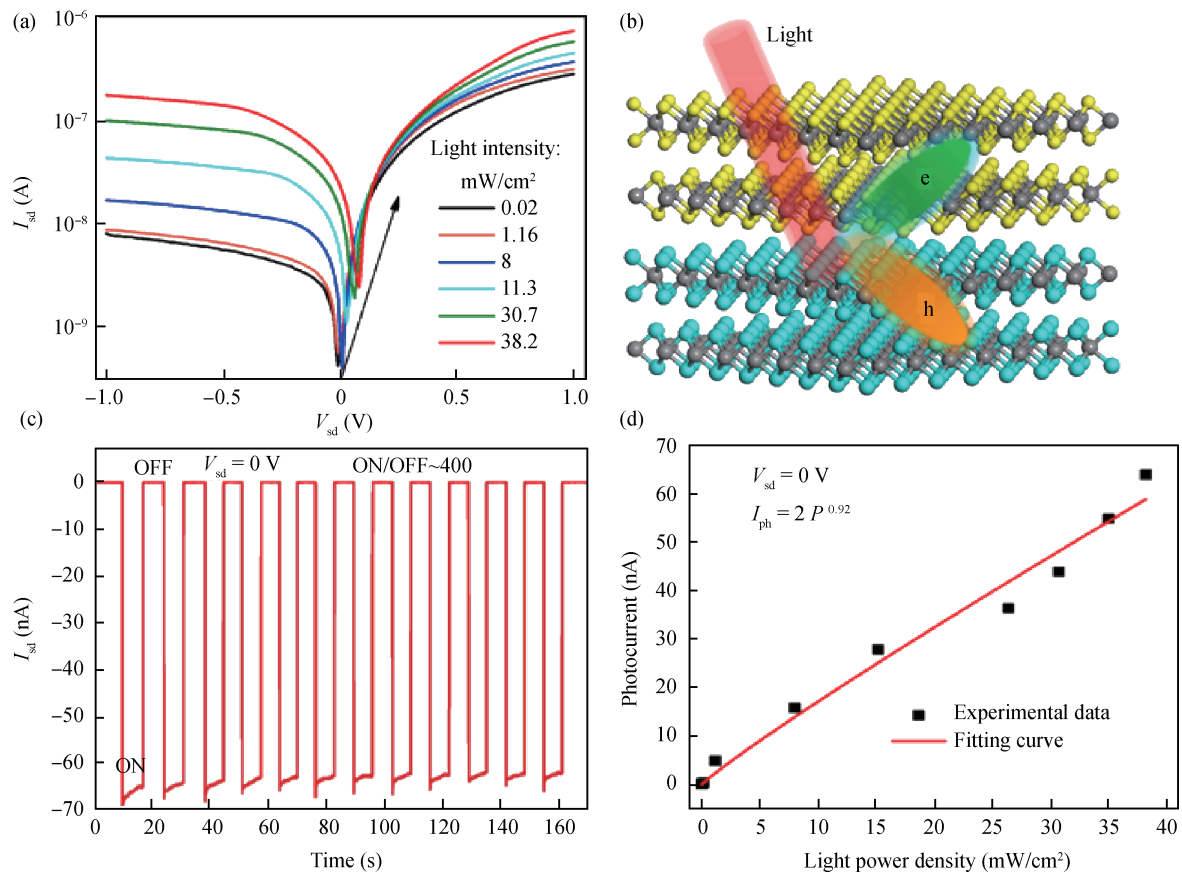 (a)
10⁻⁶
10⁻⁷
10⁻⁸
10⁻⁹
I_sd (A)
Light intensity:
mW/cm²
0.02
1.16
8
11.3
30.7
38.2
−1.0
−0.5
0
0.5
1.0
V_sd (V)
(b)
Light
e
h
(c)
OFF
V_sd = 0 V
ON/OFF~400
0
−10
−20
−30
−40
−50
−60
−70
I_sd (nA)
ON
0
20
40
60
80
100
120
140
160
Time (s)
(d)
V_sd = 0 V
I_ph = 2 P^0.92
70
60
50
40
30
20
10
0
Photocurrent (nA)
Experimental data
Fitting curve
0
5
10
15
20
25
30
35
40
Light power density (mW/cm²)